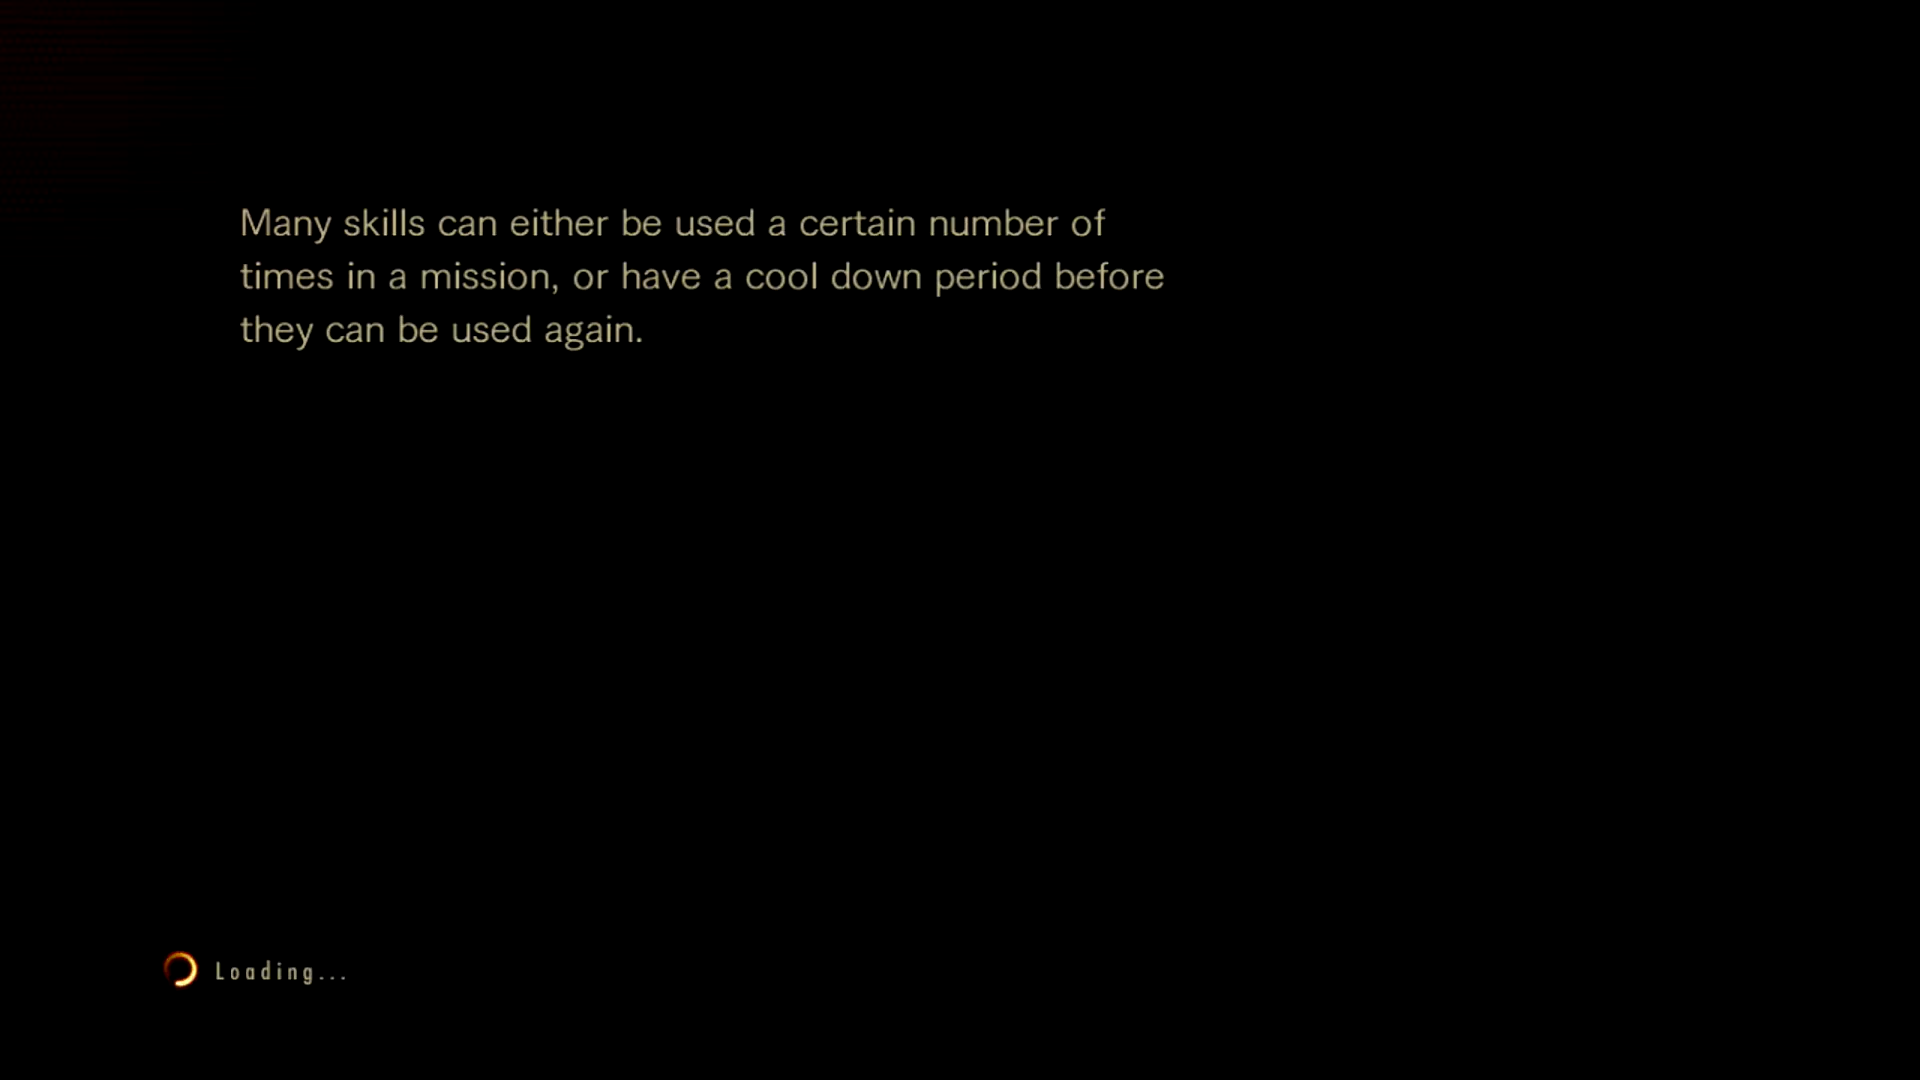 Many skills can either be used a certain number of
times in a mission, or have a cool down period before
they can be used again.
Loading...